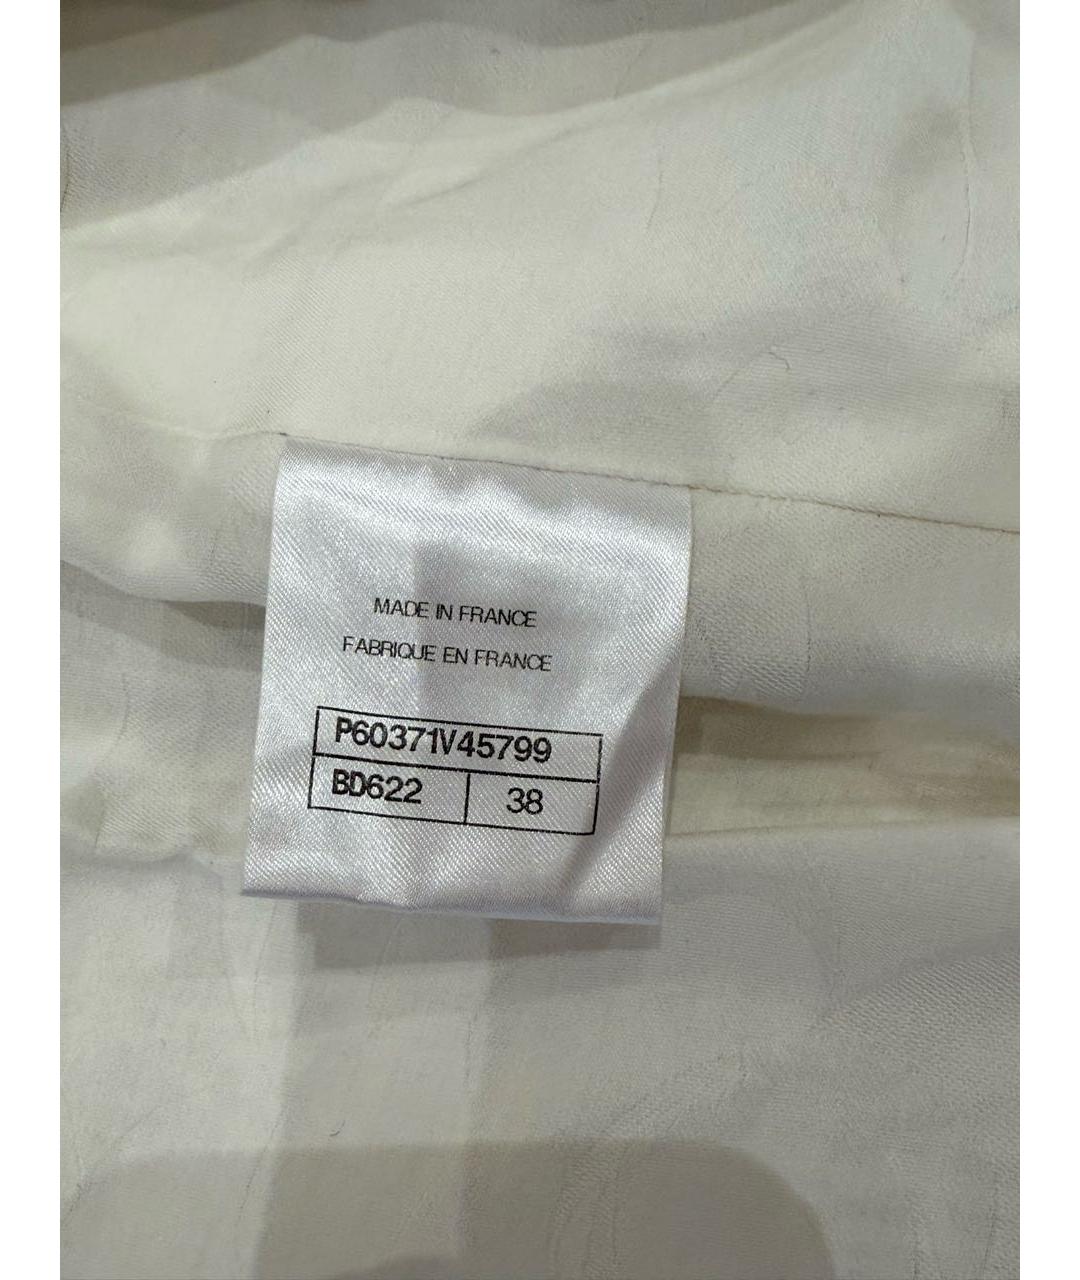 MADE IN FRANCE
FABRIQUE EN FRANCE
P60371V45799
BD622 38